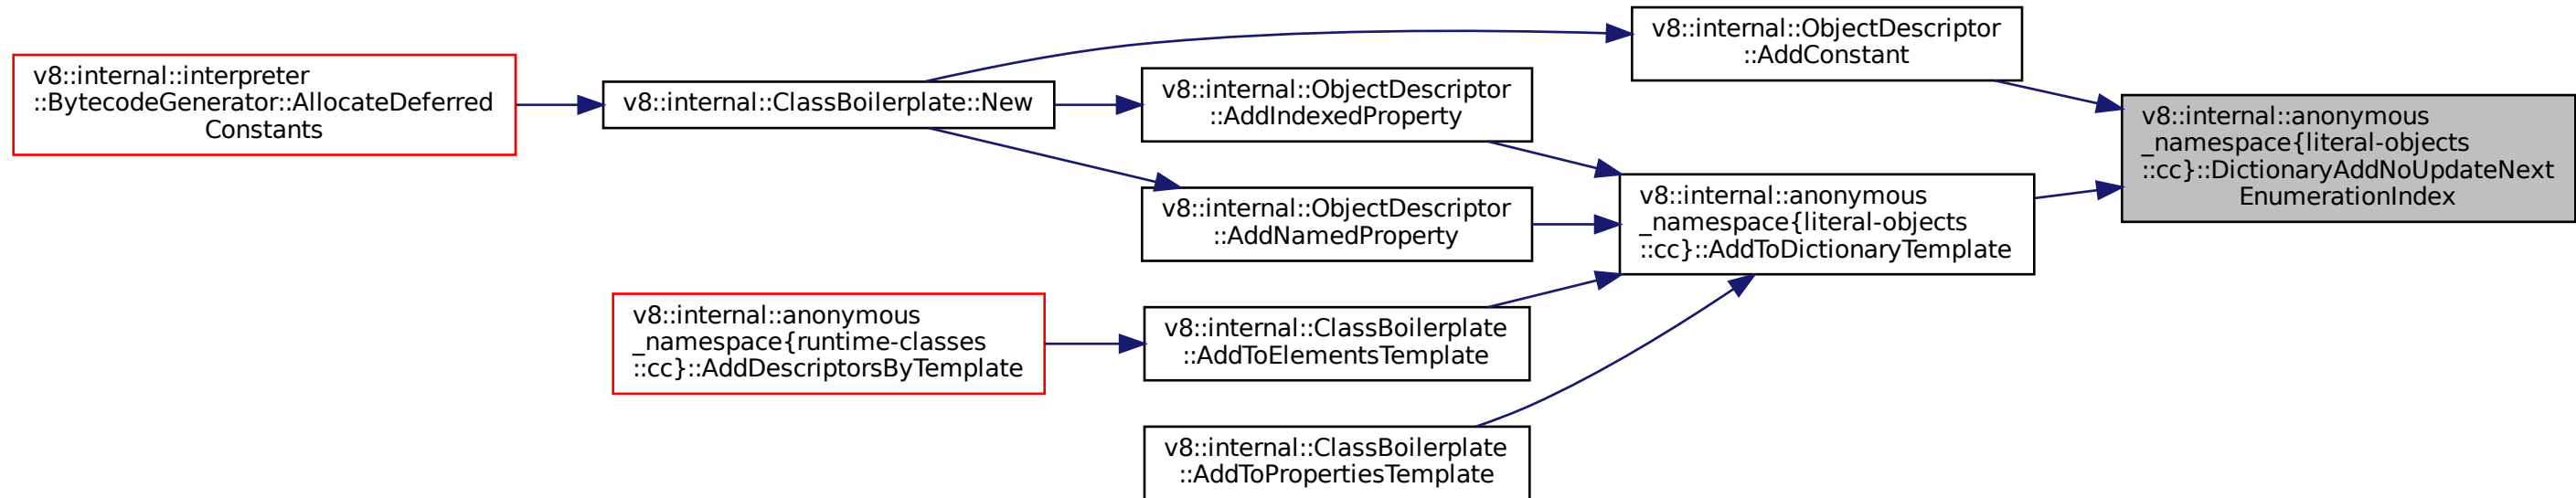 v8::internal::interpreter
::BytecodeGenerator::AllocateDeferred
Constants
v8::internal::ClassBoilerplate::New
v8::internal::ObjectDescriptor
::AddConstant
v8::internal::ObjectDescriptor
::AddIndexedProperty
v8::internal::ObjectDescriptor
::AddNamedProperty
v8::internal::anonymous
_namespace{runtime-classes
::cc}::AddDescriptorsByTemplate
v8::internal::ClassBoilerplate
::AddToElementsTemplate
v8::internal::ClassBoilerplate
::AddToPropertiesTemplate
v8::internal::anonymous
_namespace{literal-objects
::cc}::AddToDictionaryTemplate
v8::internal::anonymous
_namespace{literal-objects
::cc}::DictionaryAddNoUpdateNext
EnumerationIndex